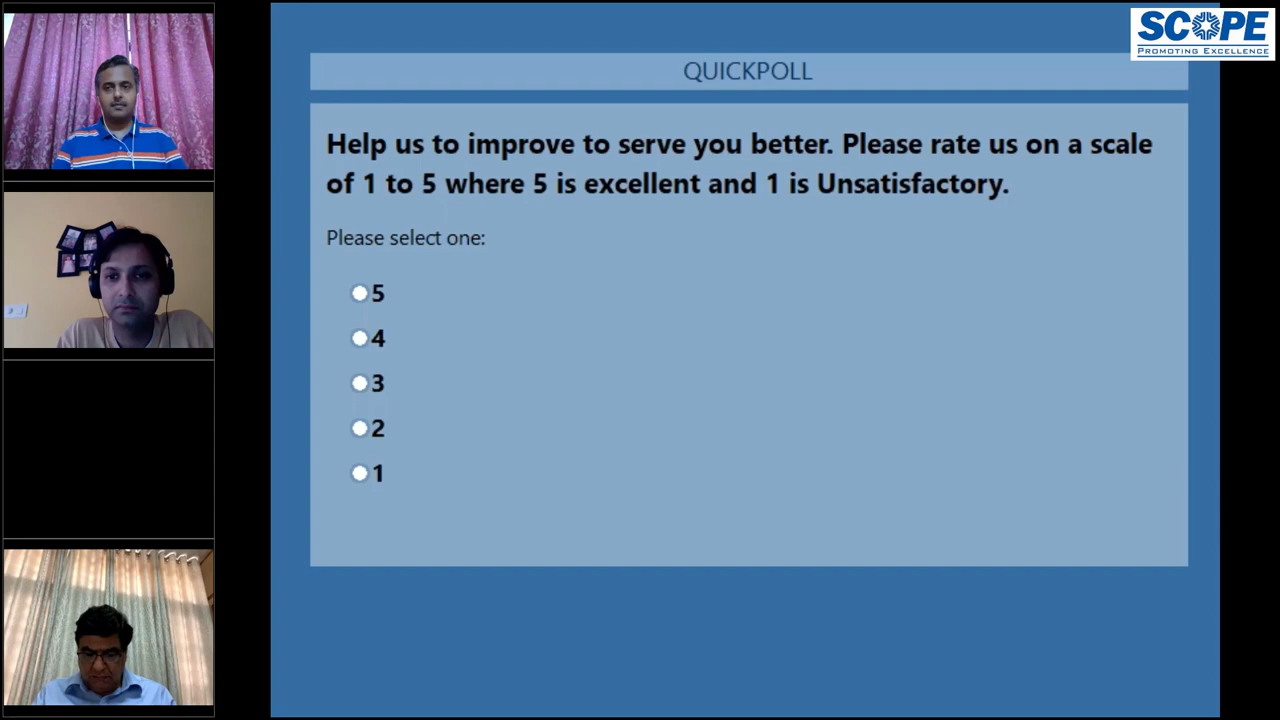 SCOPE
PROMOTING EXCELLENCE
QUICKPOLL
Help us to improve to serve you better. Please rate us on a scale
of 1 to 5 where 5 is excellent and 1 is Unsatisfactory.
Please select one:
5
4
3
2
1